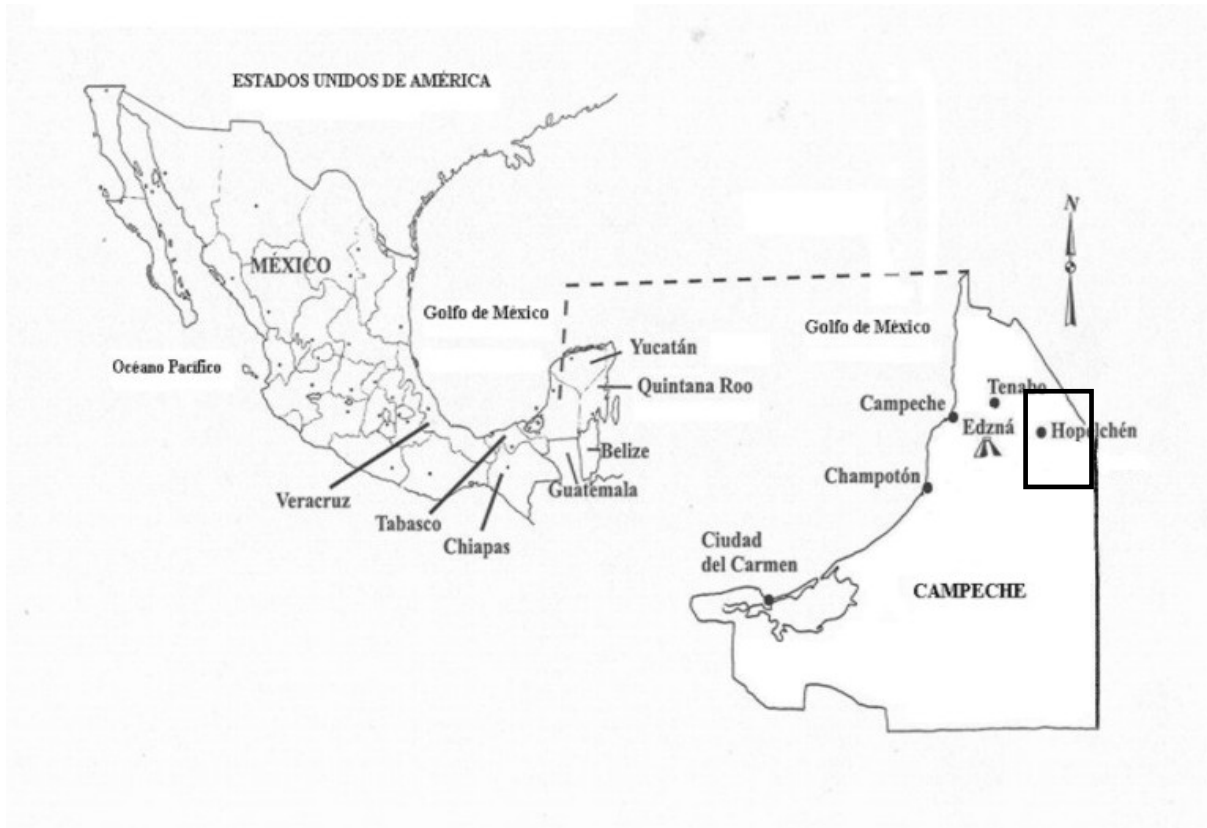 ESTADOS UNIDOS DE AMÉRICA
MÉXICO
Golfo de México
Océano Pacífico
Yucatán
Quintana Roo
Belize
Guatemala
Veracruz
Tabasco
Chiapas
N
Golfo de México
Tenabo
Campeche
Edzná
Hopelchén
Champotón
Ciudad
del Carmen
CAMPECHE